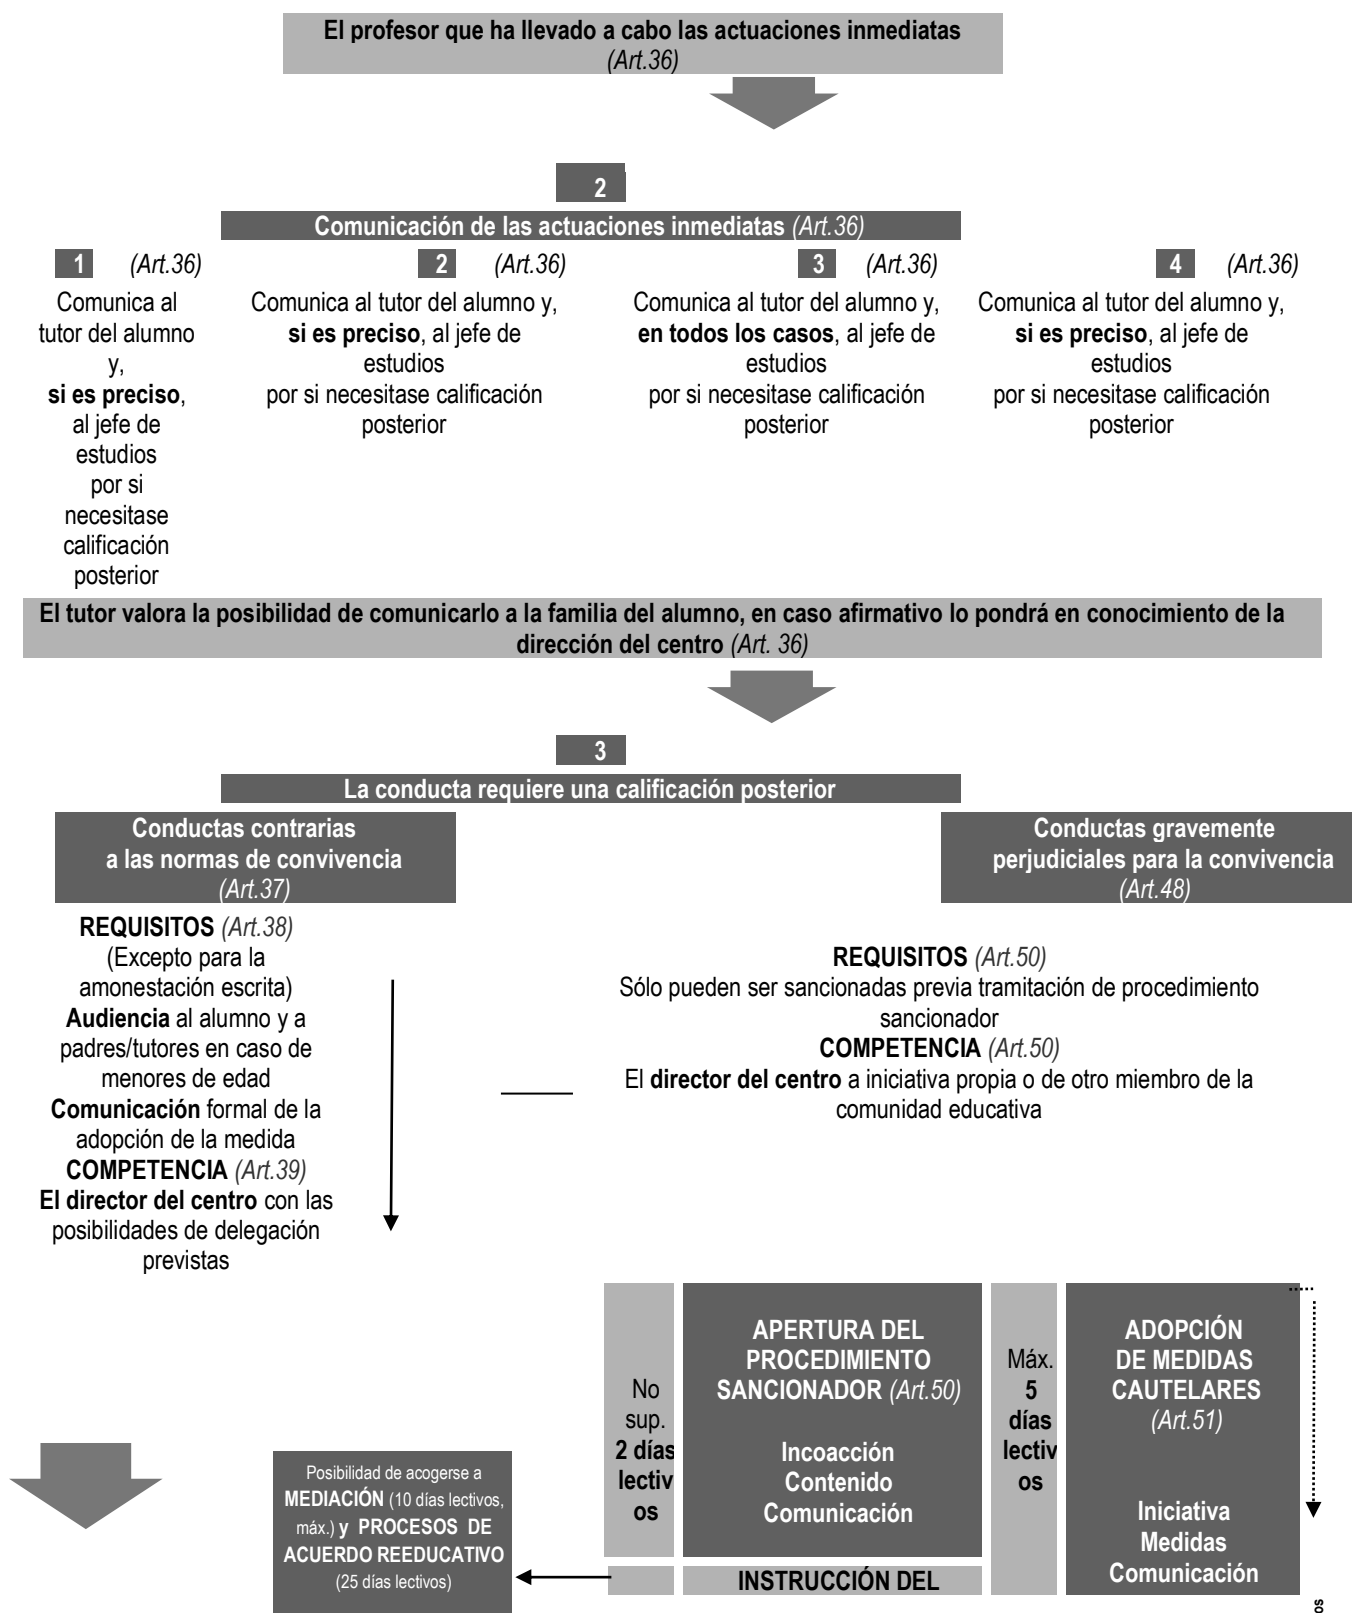 El profesor que ha llevado a cabo las actuaciones inmediatas
(Art.36)
2
Comunicación de las actuaciones inmediatas (Art.36)
1 (Art.36)
Comunica al
tutor del alumno
y,
si es preciso,
al jefe de
estudios
por si
necesitase
calificación
posterior
2 (Art.36)
Comunica al tutor del alumno y,
si es preciso, al jefe de
estudios
por si necesitase calificación
posterior
3 (Art.36)
Comunica al tutor del alumno y,
en todos los casos, al jefe de
estudios
por si necesitase calificación
posterior
4 (Art.36)
Comunica al tutor del alumno y,
si es preciso, al jefe de
estudios
por si necesitase calificación
posterior
El tutor valora la posibilidad de comunicarlo a la familia del alumno, en caso afirmativo lo pondrá en conocimiento de la
dirección del centro (Art. 36)
3
La conducta requiere una calificación posterior
Conductas contrarias
a las normas de convivencia
(Art.37)
Conductas gravemente
perjudiciales para la convivencia
(Art.48)
REQUISITOS (Art.38)
(Excepto para la
amonestación escrita)
Audiencia al alumno y a
padres/tutores en caso de
menores de edad
Comunicación formal de la
adopción de la medida
COMPETENCIA (Art.39)
El director del centro con las
posibilidades de delegación
previstas
REQUISITOS (Art.50)
Sólo pueden ser sancionadas previa tramitación de procedimiento
sancionador
COMPETENCIA (Art.50)
El director del centro a iniciativa propia o de otro miembro de la
comunidad educativa
No
sup.
2 días
lectiv
os
APERTURA DEL
PROCEDIMIENTO
SANCIONADOR (Art.50)
Incoacción
Contenido
Comunicación
Máx.
5
días
lectiv
os
ADOPCIÓN
DE MEDIDAS
CAUTELARES
(Art.51)
Iniciativa
Medidas
Comunicación
Posibilidad de acogerse a
MEDIACIÓN (10 días lectivos,
máx.) y PROCESOS DE
ACUERDO REEDUCATIVO
(25 días lectivos)
INSTRUCCIÓN DEL
os